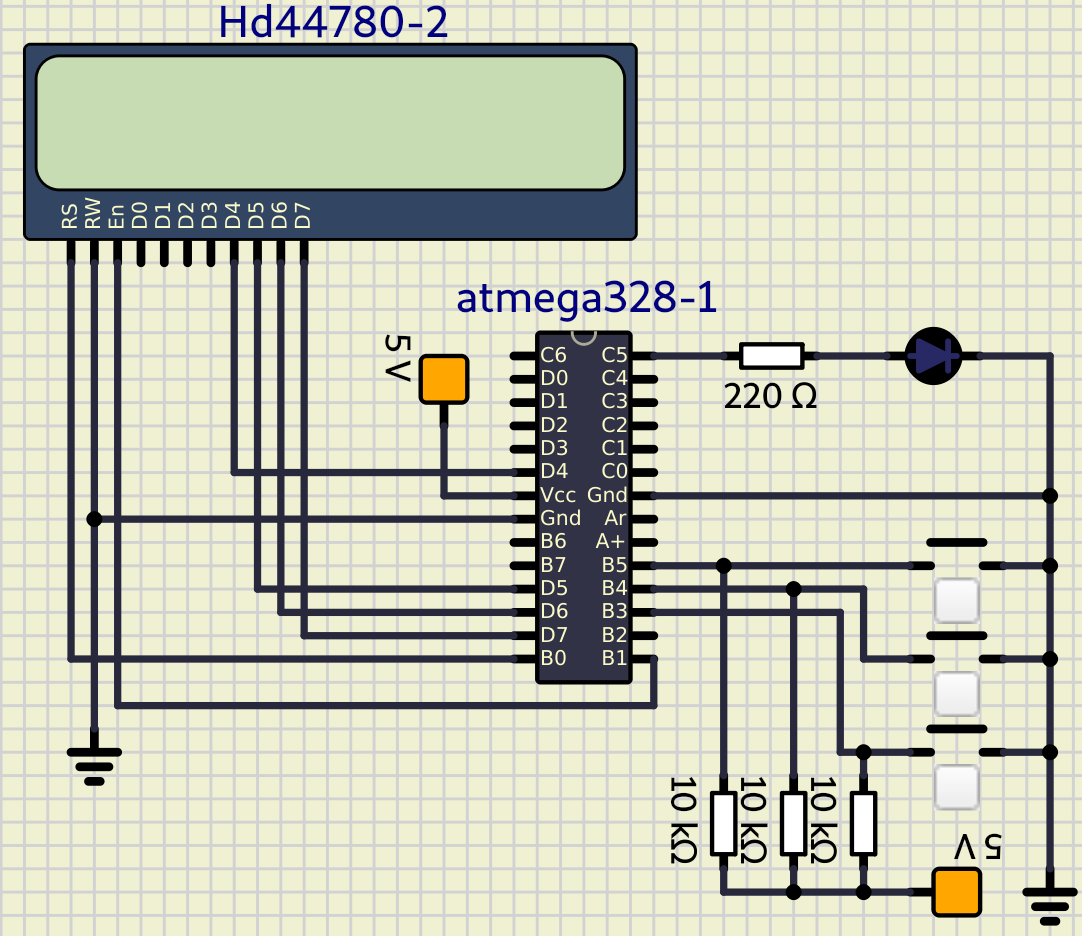 Hd44780-2
RS RW En D0 D1 D2 D3 D4 D5 D6 D7
atmega328-1
5 V
C6 C5
D0 C4
D1 C3
D2 C2
D3 C1
D4 C0
Vcc Gnd
Gnd Ar
B6 A+
B7 B5
D5 B4
D6 B3
D7 B2
B0 B1
220 Ω
10 kΩ
10 kΩ
10 kΩ
5 V